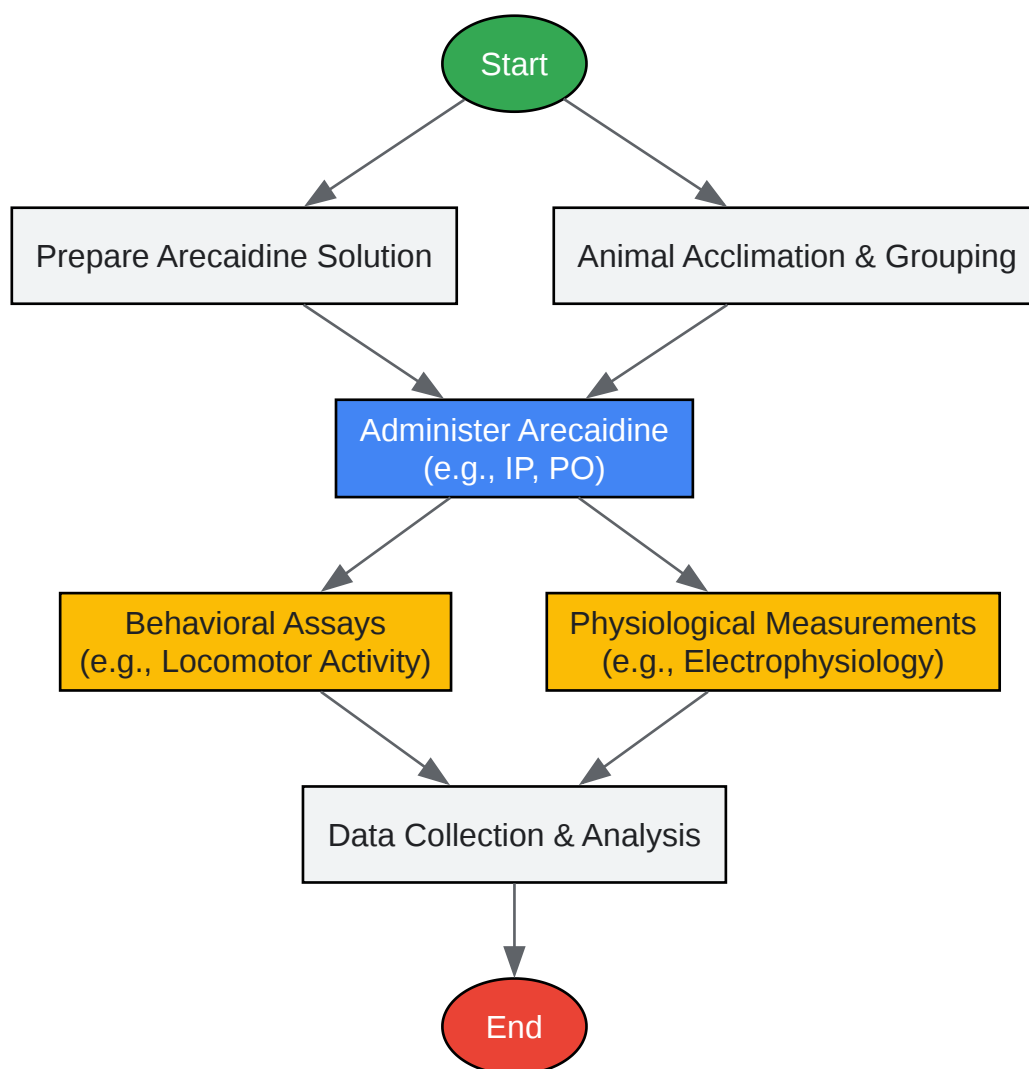 Start
Prepare Arecaidine Solution
Animal Acclimation & Grouping
Administer Arecaidine
(e.g., IP, PO)
Behavioral Assays
(e.g., Locomotor Activity)
Physiological Measurements
(e.g., Electrophysiology)
Data Collection & Analysis
End